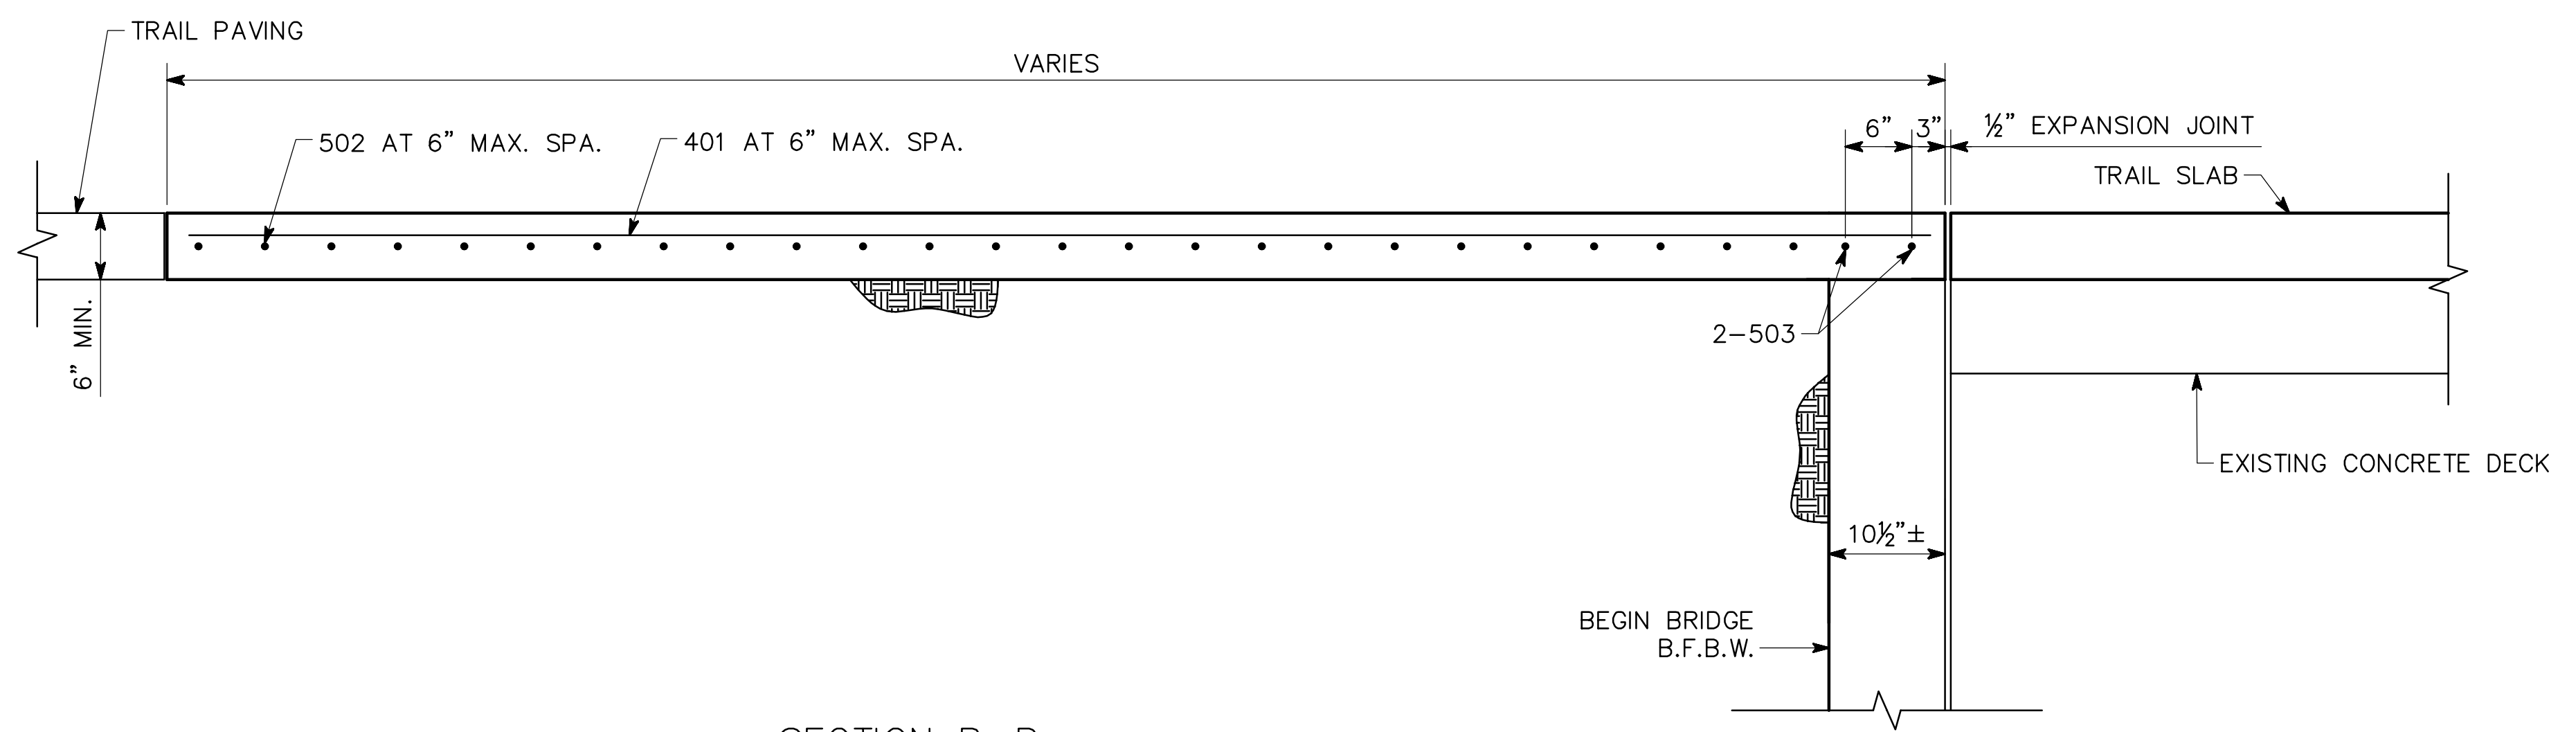 TRAIL PAVING
VARIES
502 AT 6” MAX. SPA.
401 AT 6” MAX. SPA.
6”
3”
½” EXPANSION JOINT
TRAIL SLAB
6” MIN.
2-503
EXISTING CONCRETE DECK
10½”±
BEGIN BRIDGE
B.F.B.W.